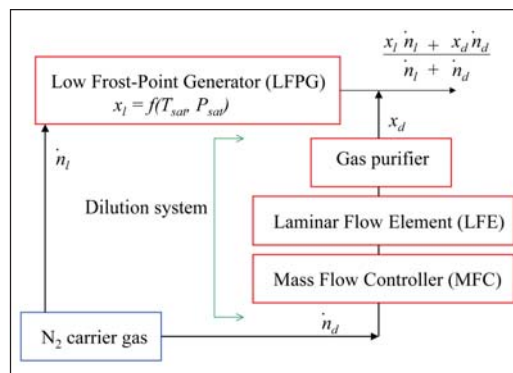 x_l ṅ_l + x_d ṅ_d
ṅ_l + ṅ_d
Low Frost-Point Generator (LFPG)
x_l = f(T_sat, P_sat)
x_d
Gas purifier
ṅ_l
Dilution system
Laminar Flow Element (LFE)
Mass Flow Controller (MFC)
N₂ carrier gas
ṅ_d